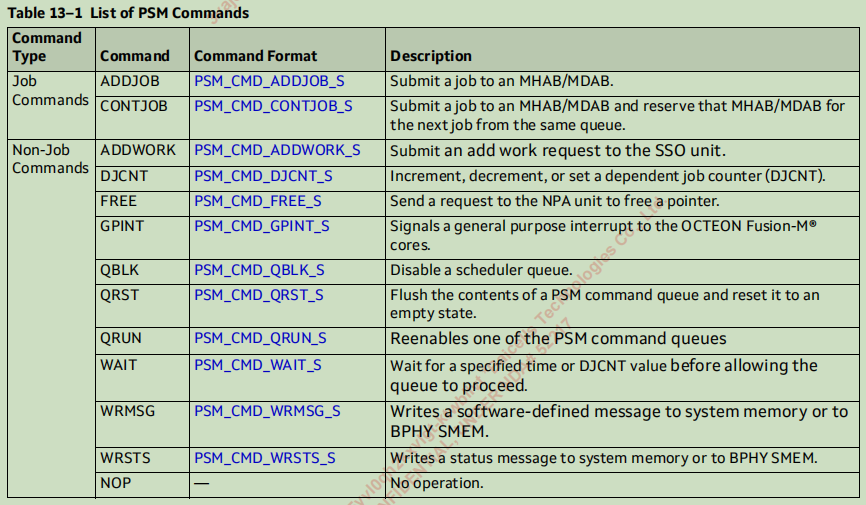 Table 13–1 List of PSM Commands
Command Type Command Command Format Description
Job Commands ADDJOB PSM_CMD_ADDJOB_S Submit a job to an MHAB/MDAB.
CONTJOB PSM_CMD_CONTJOB_S Submit a job to an MHAB/MDAB and reserve that MHAB/MDAB for
the next job from the same queue.
Non-Job Commands ADDWORK PSM_CMD_ADDWORK_S Submit an add work request to the SSO unit.
DJCNT PSM_CMD_DJCNT_S Increment, decrement, or set a dependent job counter (DJCNT).
FREE PSM_CMD_FREE_S Send a request to the NPA unit to free a pointer.
GPINT PSM_CMD_GPINT_S Signals a general purpose interrupt to the OCTEON Fusion-M®
cores.
QBLK PSM_CMD_QBLK_S Disable a scheduler queue.
QRST PSM_CMD_QRST_S Flush the contents of a PSM command queue and reset it to an
empty state.
QRUN PSM_CMD_QRUN_S Reenables one of the PSM command queues
WAIT PSM_CMD_WAIT_S Wait for a specified time or DJCNT value before allowing the
queue to proceed.
WRMSG PSM_CMD_WRMSG_S Writes a software-defined message to system memory or to
BPHY SMEM.
WRSTS PSM_CMD_WRSTS_S Writes a status message to system memory or to BPHY SMEM.
NOP — No operation.